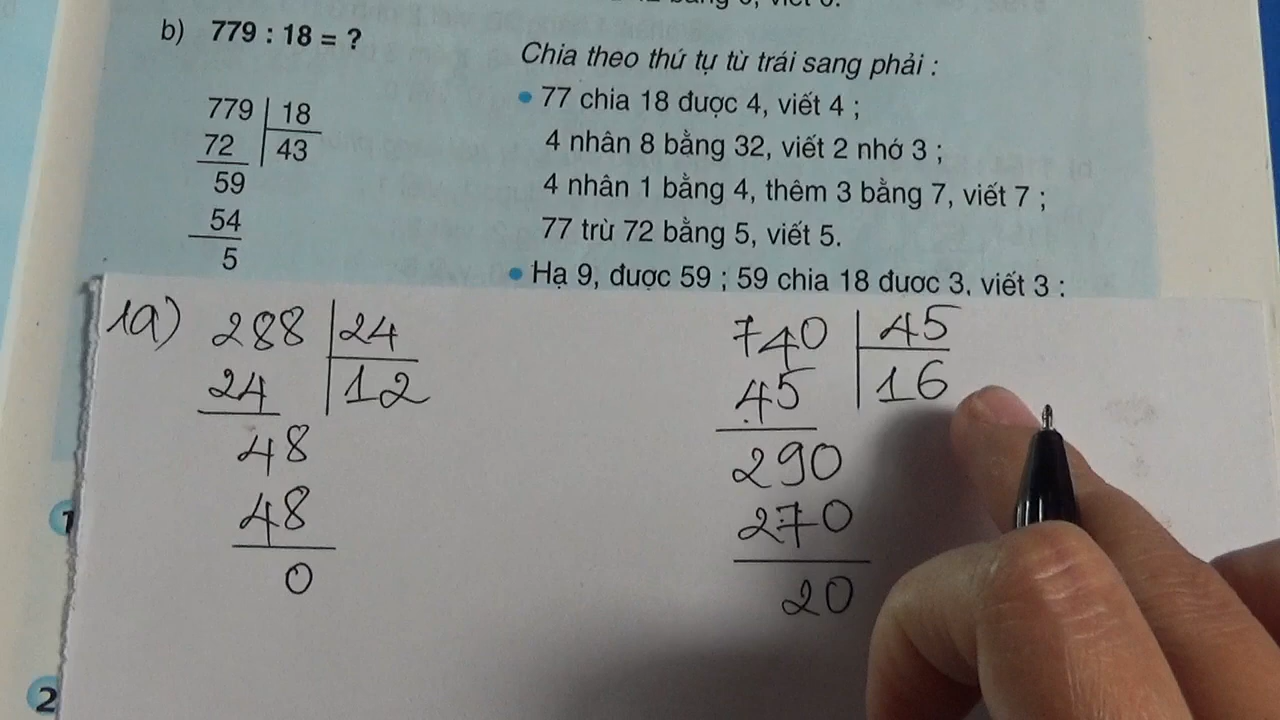 b) 779 : 18 = ?
Chia theo thứ tự từ trái sang phải :
779 | 18
72 | 43
59
54
5
• 77 chia 18 được 4, viết 4 ;
4 nhân 8 bằng 32, viết 2 nhớ 3 ;
4 nhân 1 bằng 4, thêm 3 bằng 7, viết 7 ;
77 trừ 72 bằng 5, viết 5.
• Hạ 9, được 59 ; 59 chia 18 được 3, viết 3 ;
1a) 288 | 24
24 | 12
48
48
0
740 | 45
45 | 16
290
270
20
1
2